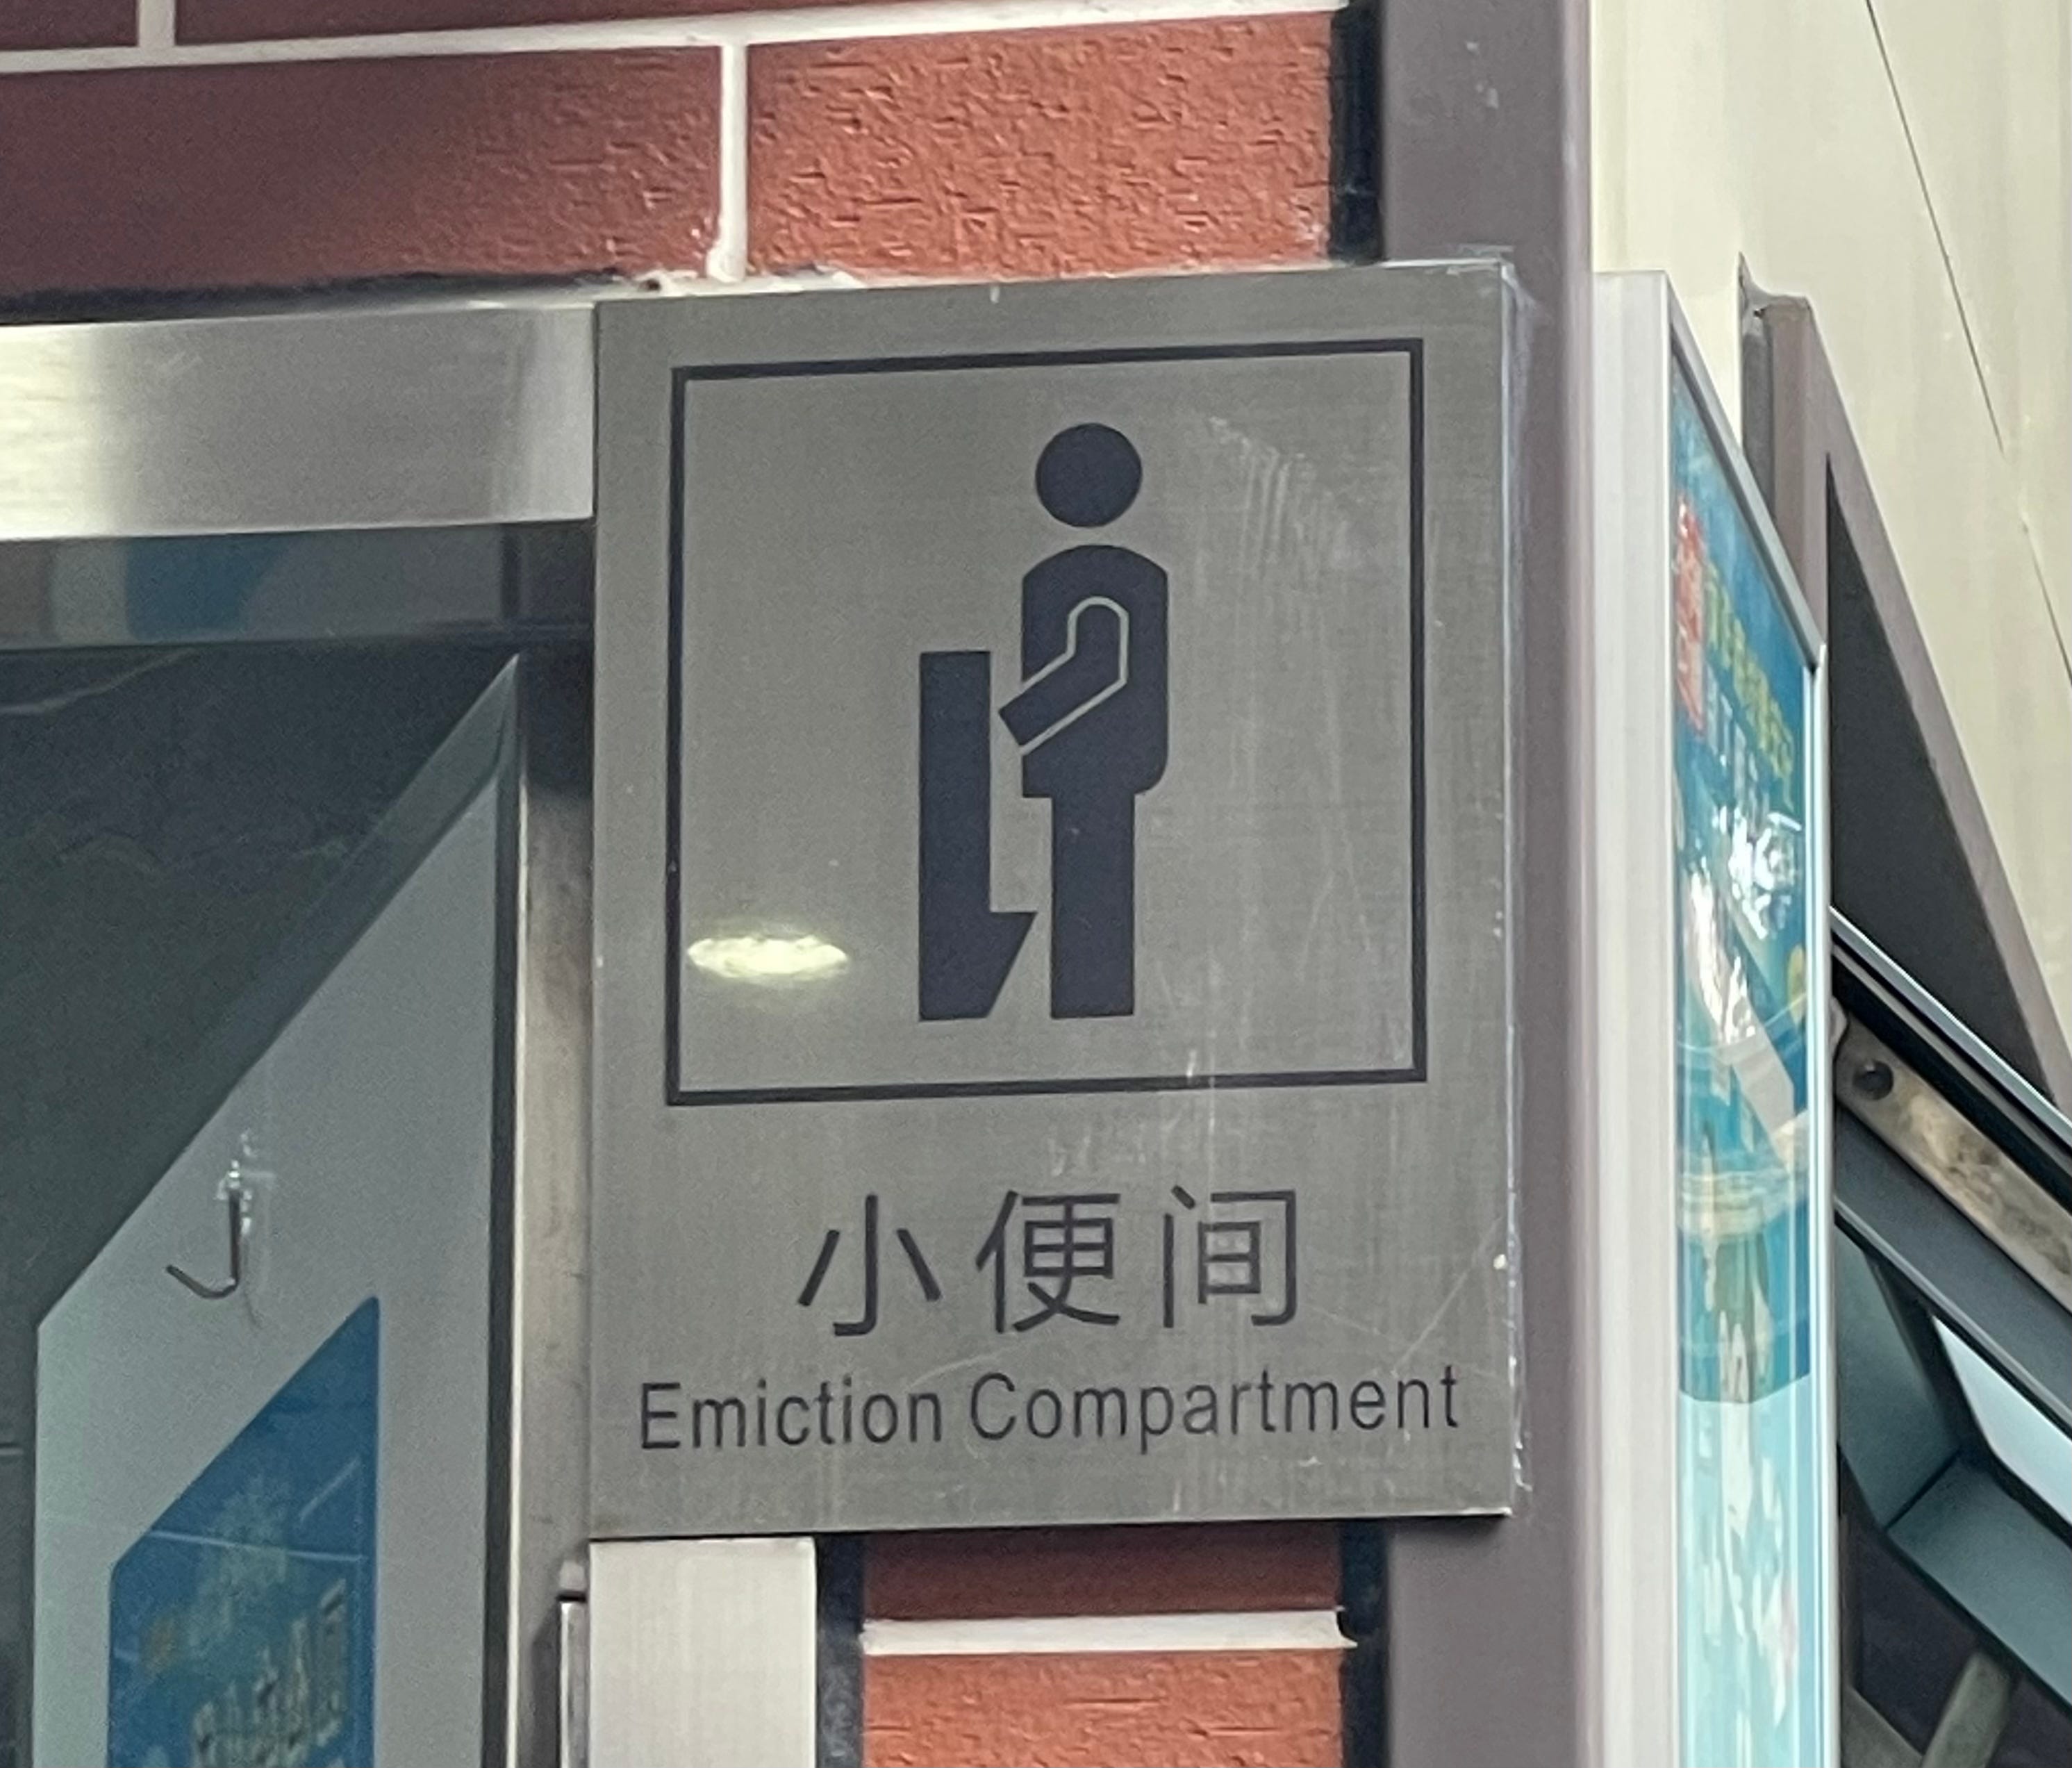 小便间
Emiction Compartment